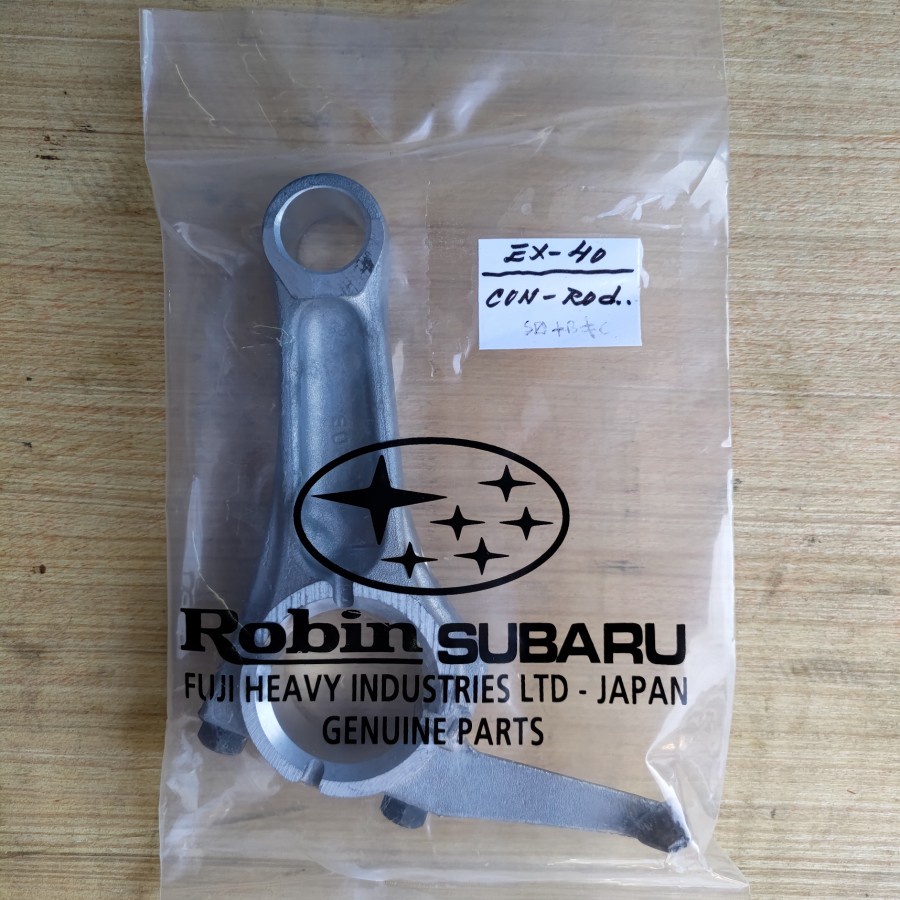 EX-40
CON-Rod.
Robin SUBARU
FUJI HEAVY INDUSTRIES LTD - JAPAN
GENUINE PARTS